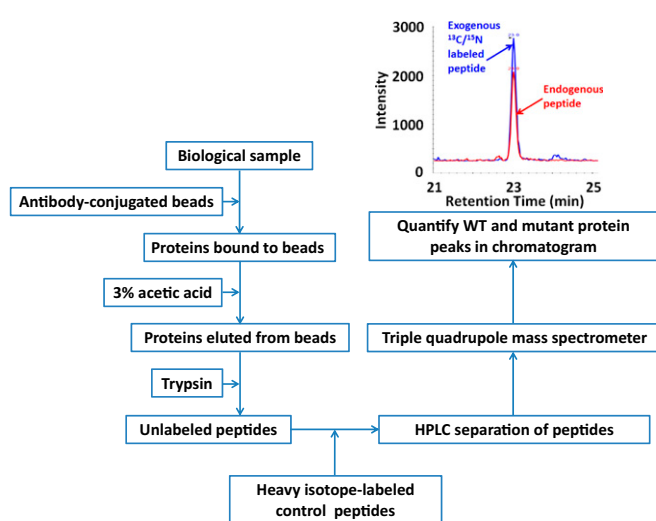 3000
Exogenous
¹³C/¹⁵N
labeled
peptide
2000
Intensity
Endogenous
peptide
1000
0
21 23 25
Retention Time (min)
Biological sample
Antibody-conjugated beads
Proteins bound to beads
3% acetic acid
Proteins eluted from beads
Trypsin
Unlabeled peptides
Heavy isotope-labeled
control peptides
HPLC separation of peptides
Triple quadrupole mass spectrometer
Quantify WT and mutant protein
peaks in chromatogram